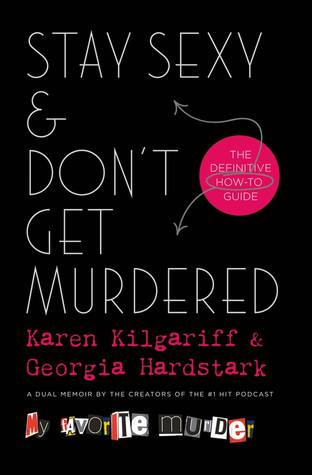 STAY SEXY
&
DON'T
GET
MURDERED
THE
DEFINITIVE
HOW-TO
GUIDE
Karen Kilgariff &
Georgia Hardstark
A DUAL MEMOIR BY THE CREATORS OF THE #1 HIT PODCAST
My fAVorITe muRDer